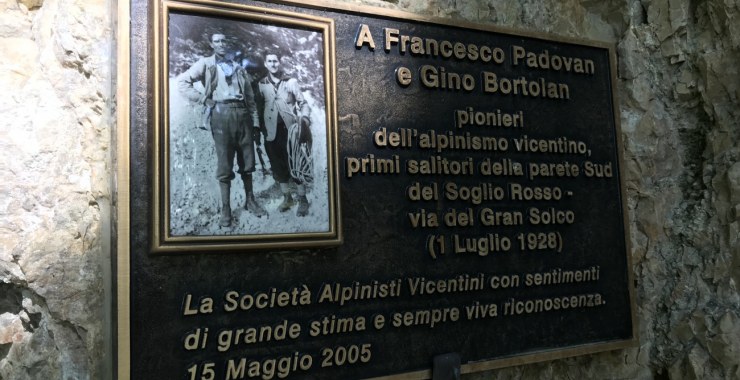 A Francesco Padovan
e Gino Bortolan
pionieri
dell'alpinismo vicentino,
primi salitori della parete Sud
del Soglio Rosso -
via del Gran Solco
(1 Luglio 1928)
La Società Alpinisti Vicentini con sentimenti
di grande stima e sempre viva riconoscenza.
15 Maggio 2005